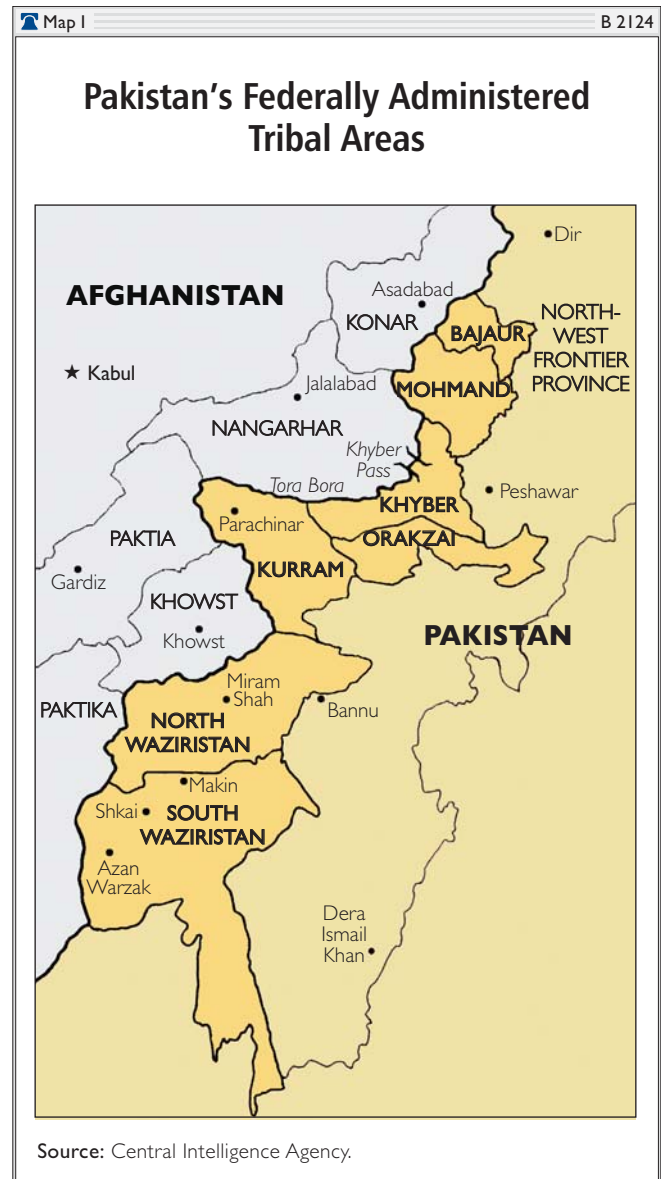 Map 1 B 2124
Pakistan's Federally Administered
Tribal Areas
Dir
AFGHANISTAN
Asadabad
KONAR
NORTH-
WEST
FRONTIER
PROVINCE
BAJAUR
Kabul
Jalalabad
MOHMAND
NANGARHAR
Khyber
Pass
Tora Bora
Peshawar
KHYBER
Parachinar
ORAKZAI
PAKTIA
KURRAM
Gardiz
KHOWST
Khowst
PAKISTAN
Miram
Shah
PAKTIKA
Bannu
NORTH
WAZIRISTAN
Makin
Shkai
SOUTH
WAZIRISTAN
Azan
Warzak
Dera
Ismail
Khan
Source: Central Intelligence Agency.